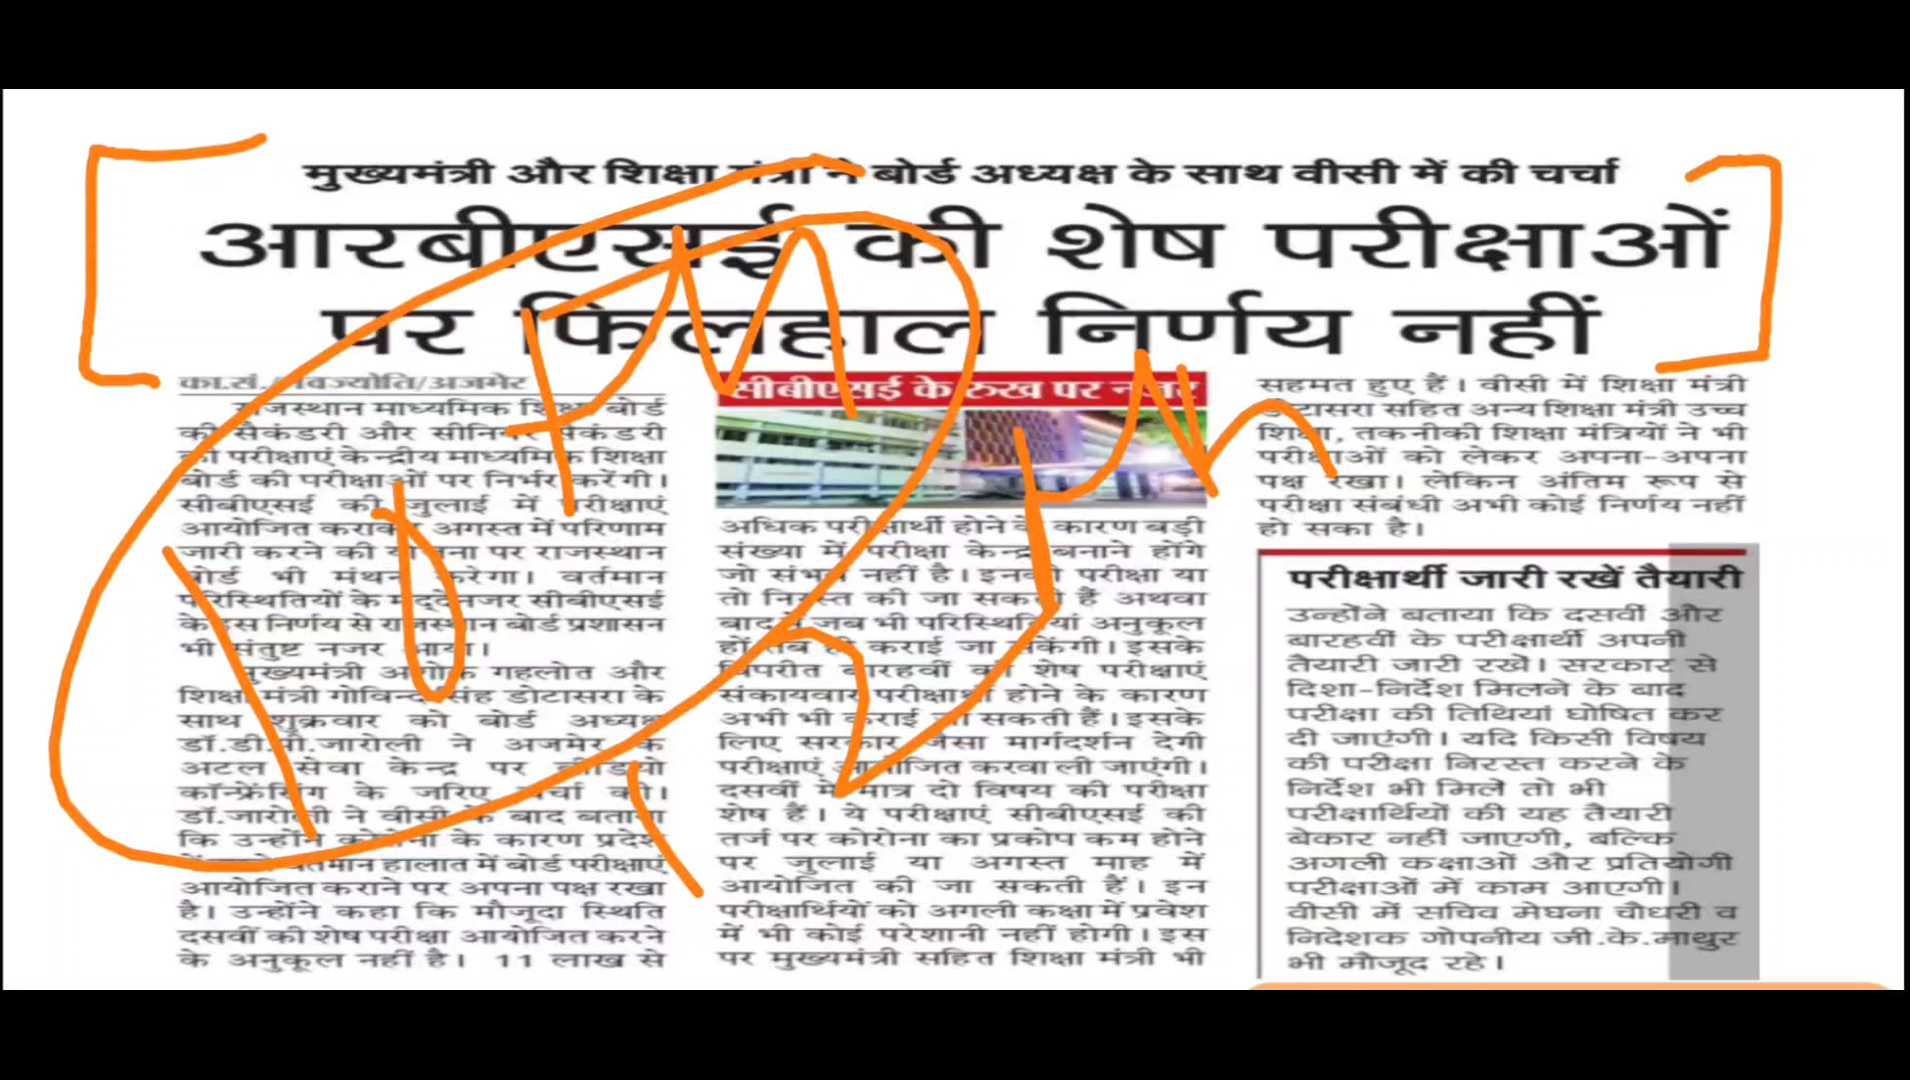 मुख्यमंत्री और शिक्षा मंत्री ने बोर्ड अध्यक्ष के साथ वीसी में की चर्चा
आरबीएसई की शेष परीक्षाओं
पर फिलहाल निर्णय नहीं
का.सं./नवज्योति/अजमेर
राजस्थान माध्यमिक शिक्षा बोर्ड
की सैकंडरी और सीनियर सैकंडरी
की परीक्षाएं केन्द्रीय माध्यमिक शिक्षा
बोर्ड की परीक्षाओं पर निर्भर करेंगी।
सीबीएसई की जुलाई में परीक्षाएं
आयोजित कराकर अगस्त में परिणाम
जारी करने की योजना पर राजस्थान
बोर्ड भी मंथन करेगा। वर्तमान
परिस्थितियों के मद्देनजर सीबीएसई
के इस निर्णय से राजस्थान बोर्ड प्रशासन
भी संतुष्ट नजर आया।
मुख्यमंत्री अशोक गहलोत और
शिक्षा मंत्री गोविन्द सिंह डोटासरा के
साथ शुक्रवार को बोर्ड अध्यक्ष
डॉ.डी.पी.जारोली ने अजमेर के
अटल सेवा केन्द्र पर वीडियो
कॉन्फ्रेंसिंग के जरिए चर्चा की।
डॉ.जारोली ने वीसी के बाद बताया
कि उन्होंने कोरोना के कारण प्रदेश
वर्तमान हालात में बोर्ड परीक्षाएं
आयोजित कराने पर अपना पक्ष रखा
है। उन्होंने कहा कि मौजूदा स्थिति
दसवीं की शेष परीक्षा आयोजित करने
के अनुकूल नहीं है। 11 लाख से
सीबीएसई के रुख पर नजर
अधिक परीक्षार्थी होने के कारण बड़ी
संख्या में परीक्षा केन्द्र बनाने होंगे
जो संभव नहीं है। इनकी परीक्षा या
तो निरस्त की जा सकती हैं अथवा
बाद में जब भी परिस्थितियां अनुकूल
हों तब ही कराई जा सकेंगी। इसके
विपरीत बारहवीं की शेष परीक्षाएं
संकायवार परीक्षार्थी होने के कारण
अभी भी कराई जा सकती हैं। इसके
लिए सरकार जैसा मार्गदर्शन देगी
परीक्षाएं आयोजित करवा ली जाएंगी।
दसवीं में मात्र दो विषय की परीक्षा
शेष हैं। ये परीक्षाएं सीबीएसई की
तर्ज पर कोरोना का प्रकोप कम होने
पर जुलाई या अगस्त माह में
आयोजित की जा सकती हैं। इन
परीक्षार्थियों को अगली कक्षा में प्रवेश
में भी कोई परेशानी नहीं होगी। इस
पर मुख्यमंत्री सहित शिक्षा मंत्री भी
सहमत हुए हैं। वीसी में शिक्षा मंत्री
डोटासरा सहित अन्य शिक्षा मंत्री उच्च
शिक्षा, तकनीकी शिक्षा मंत्रियों ने भी
परीक्षाओं को लेकर अपना-अपना
पक्ष रखा। लेकिन अंतिम रूप से
परीक्षा संबंधी अभी कोई निर्णय नहीं
हो सका है।
परीक्षार्थी जारी रखें तैयारी
उन्होंने बताया कि दसवीं और
बारहवीं के परीक्षार्थी अपनी
तैयारी जारी रखें। सरकार से
दिशा-निर्देश मिलने के बाद
परीक्षा की तिथियां घोषित कर
दी जाएंगी। यदि किसी विषय
की परीक्षा निरस्त करने के
निर्देश भी मिले तो भी
परीक्षार्थियों की यह तैयारी
बेकार नहीं जाएगी, बल्कि
अगली कक्षाओं और प्रतियोगी
परीक्षाओं में काम आएगी।
वीसी में सचिव मेघना चौधरी व
निदेशक गोपनीय जी.के.माथुर
भी मौजूद रहे।